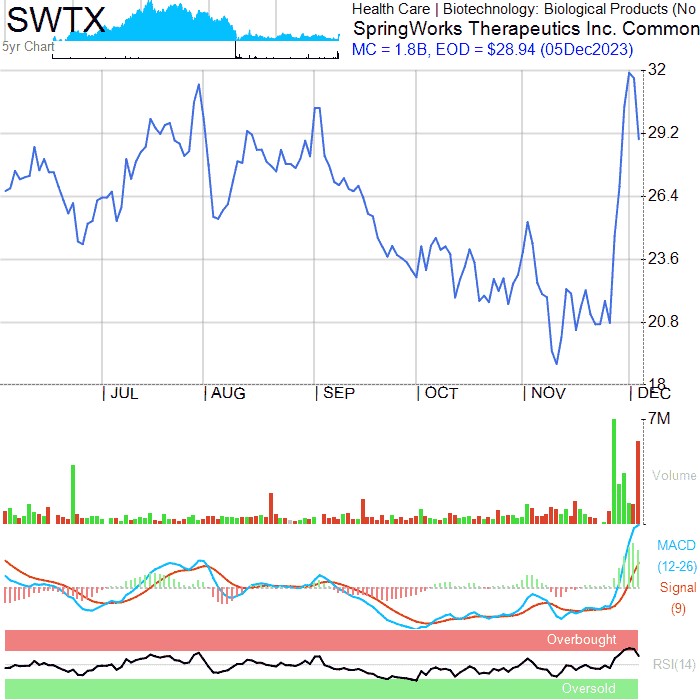 SWTX
5yr Chart
Health Care | Biotechnology: Biological Products (No
SpringWorks Therapeutics Inc. Common
MC = 1.8B, EOD = $28.94 (05Dec2023)
32
29.2
26.4
23.6
20.8
18
| JUL | AUG | SEP | OCT | NOV | DEC
7M
Volume
MACD
(12-26)
Signal
(9)
Overbought
RSI(14)
Oversold